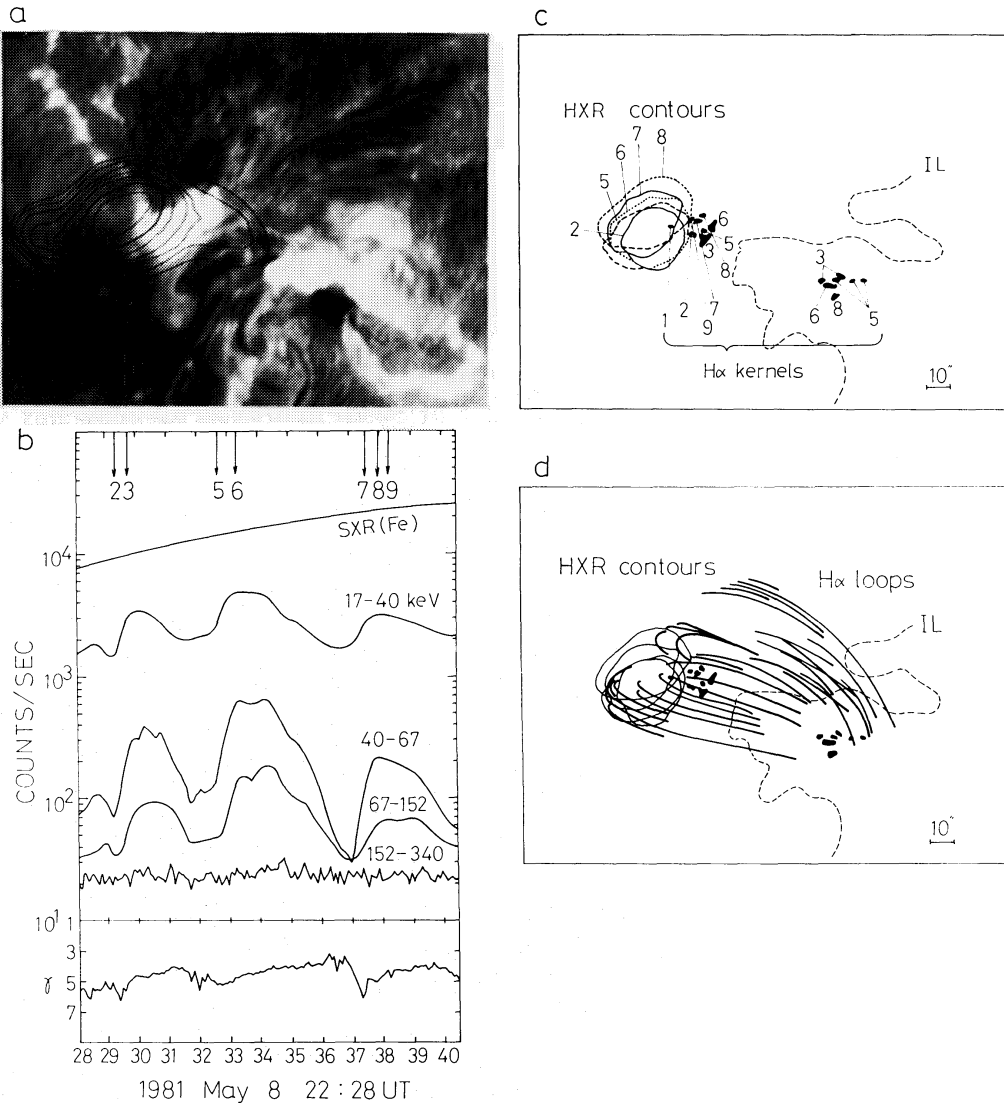 a
b
2 3 5 6 7 8 9
SXR (Fe)
10⁴
17-40 keV
10³
40-67
10²
67-152
152-340
10¹ 1
3
γ 5
7
COUNTS/SEC
28 29 30 31 32 33 34 35 36 37 38 39 40
1981 May 8 22:28 UT
c
HXR contours
7 8
6
5
2
IL
6
3 5
8
3
6 8 5
7
2 9
1
Hα kernels
10"
d
HXR contours
Hα loops
IL
10"